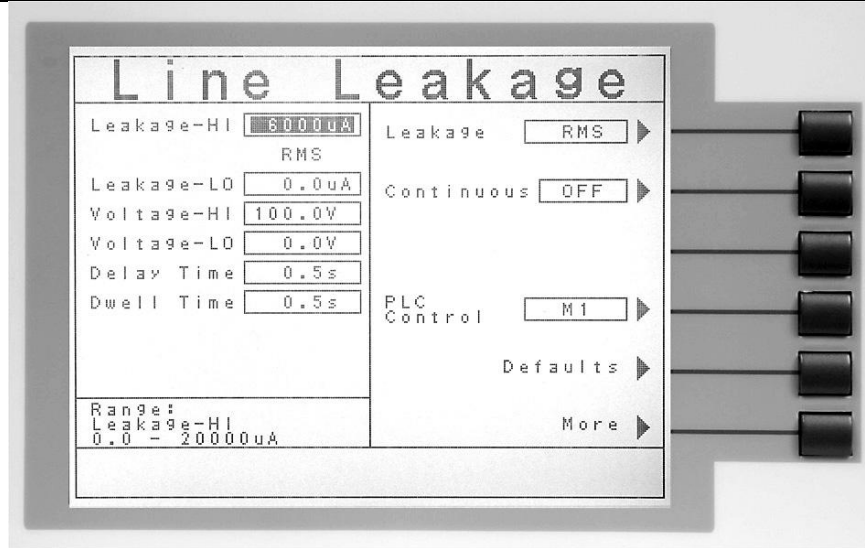 Line Leakage
Leakage-HI 6000uA
RMS
Leakage-LO 0.0uA
Voltage-HI 100.0V
Voltage-LO 0.0V
Delay Time 0.5s
Dwell Time 0.5s
Range:
Leakage-HI
0.0 - 20000uA
Leakage RMS
Continuous OFF
PLC
Control M1
Defaults
More